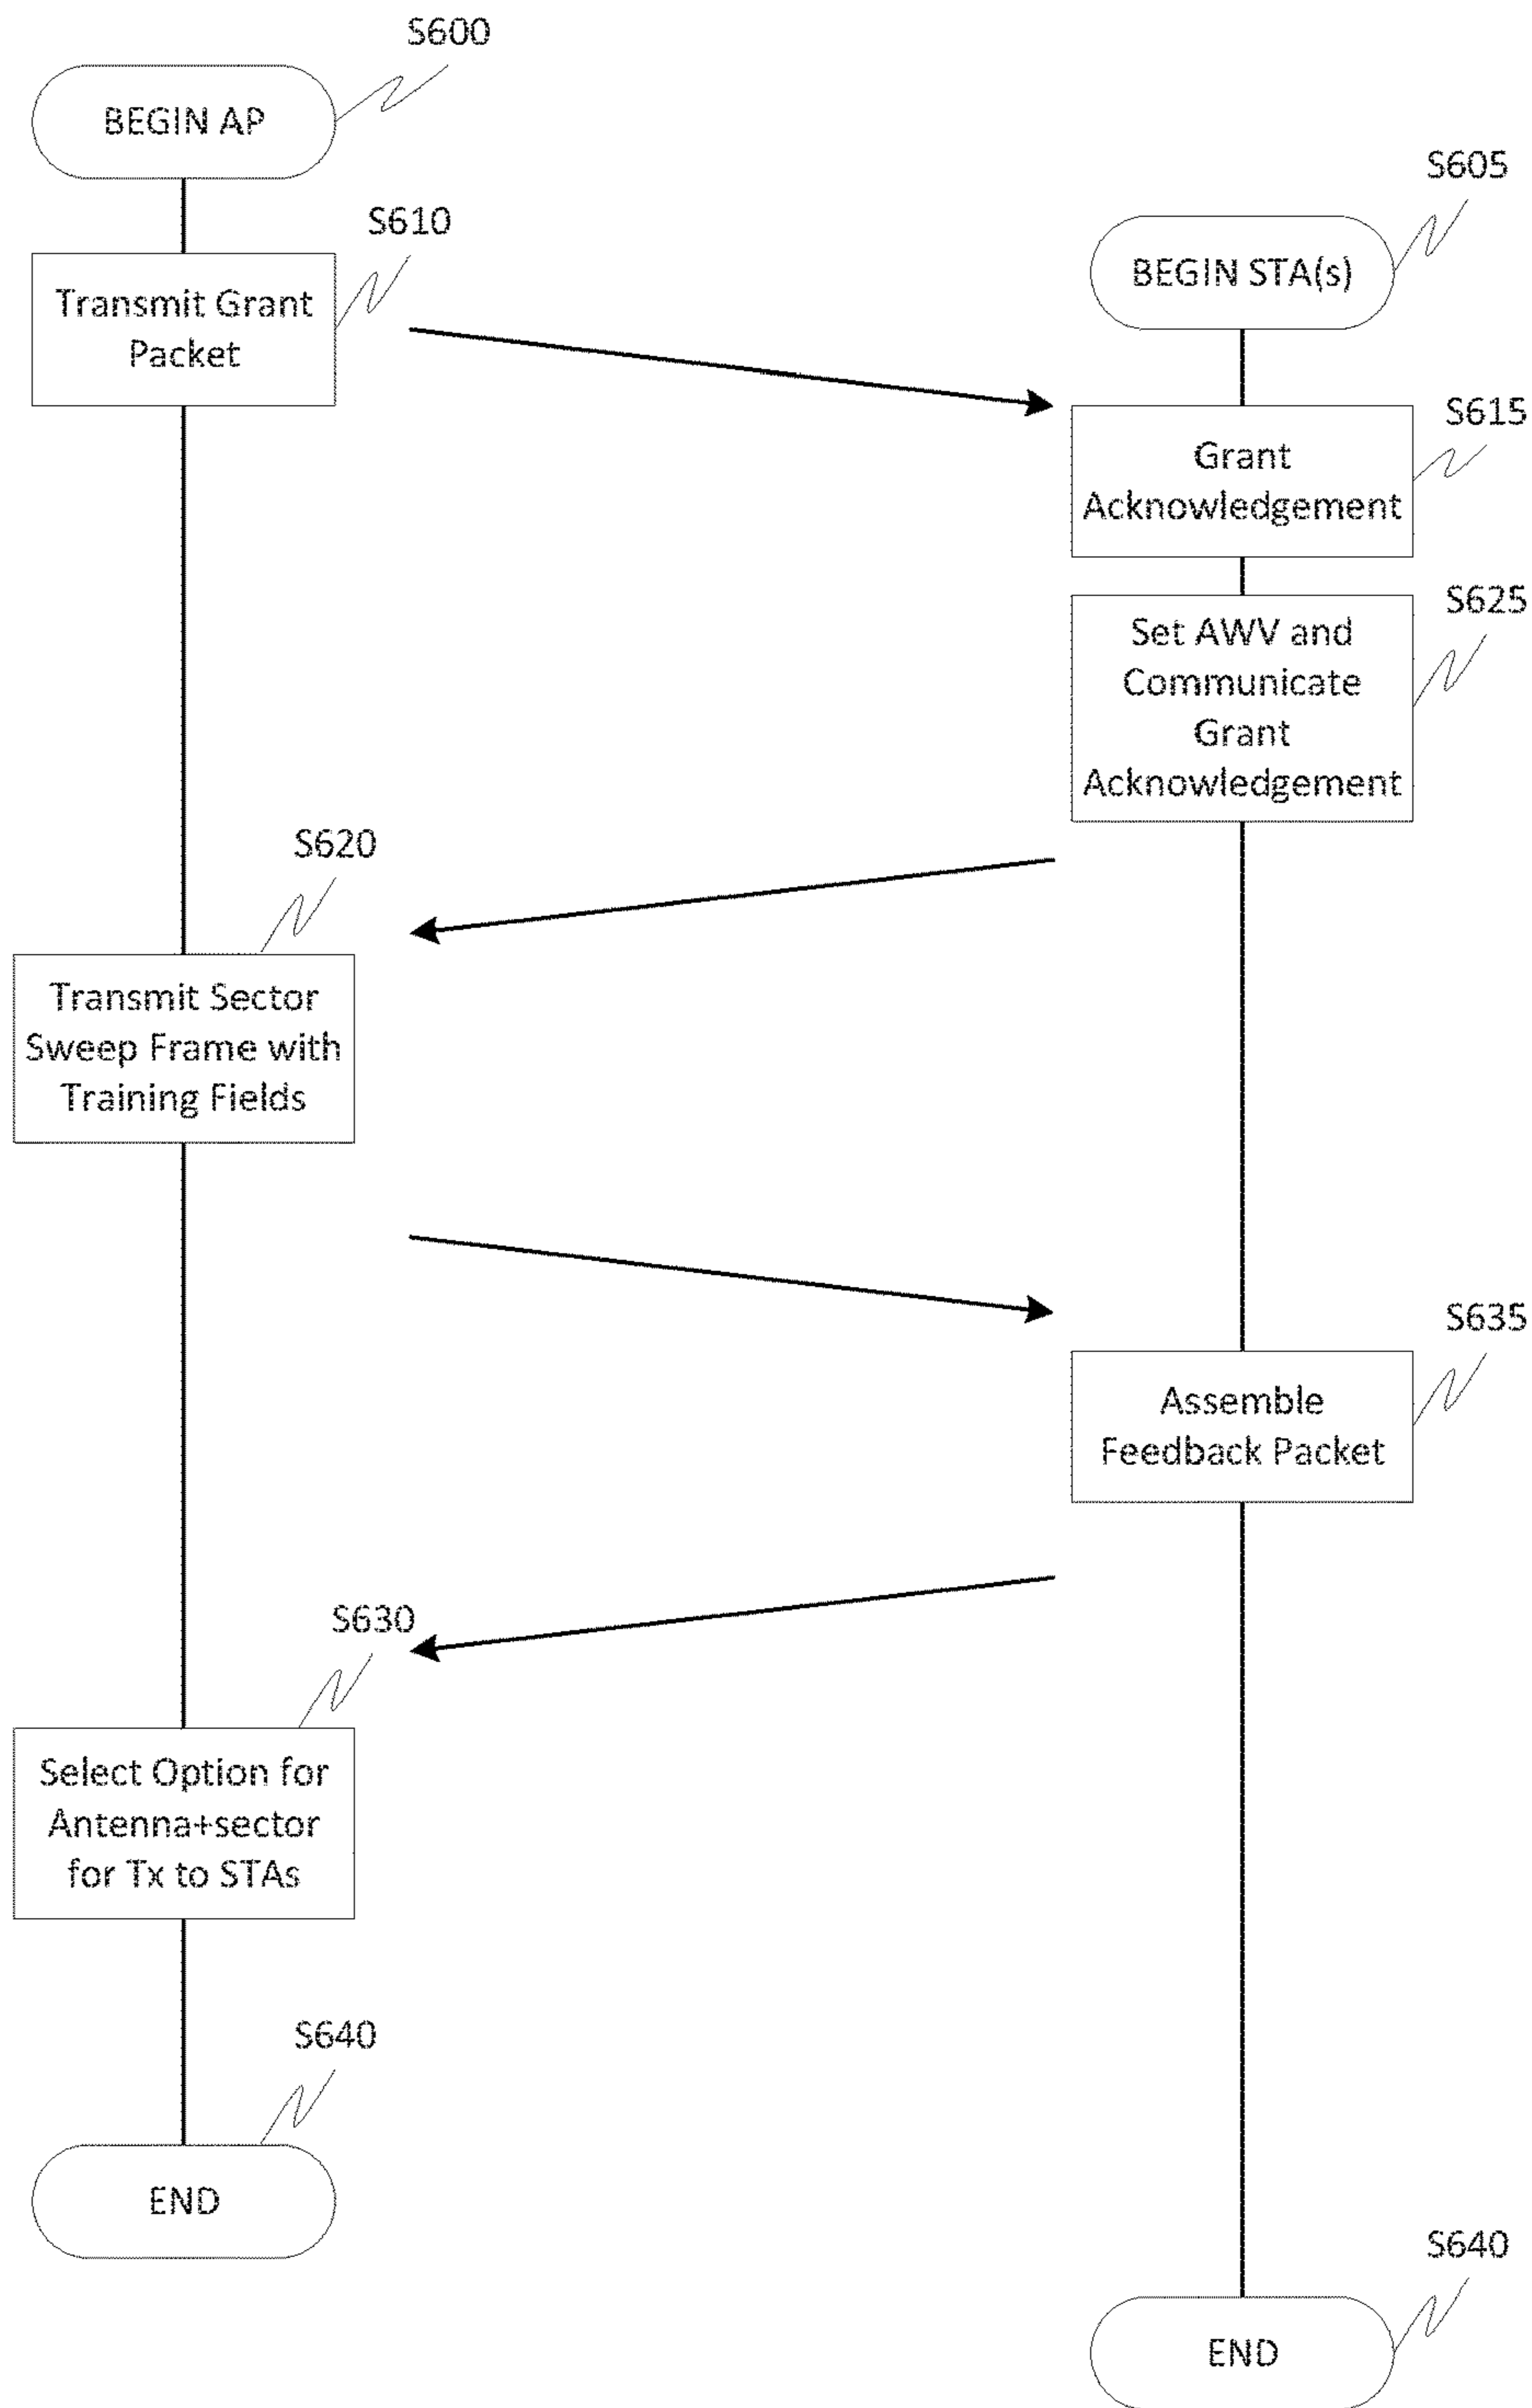 S600
BEGIN AP
S605
S610
BEGIN STA(s)
Transmit Grant
Packet
S615
Grant
Acknowledgement
S625
Set AWV and
Communicate
Grant
Acknowledgement
S620
Transmit Sector
Sweep Frame with
Training Fields
S635
Assemble
Feedback Packet
S630
Select Option for
Antenna+sector
for Tx to STAs
S640
END
S640
END